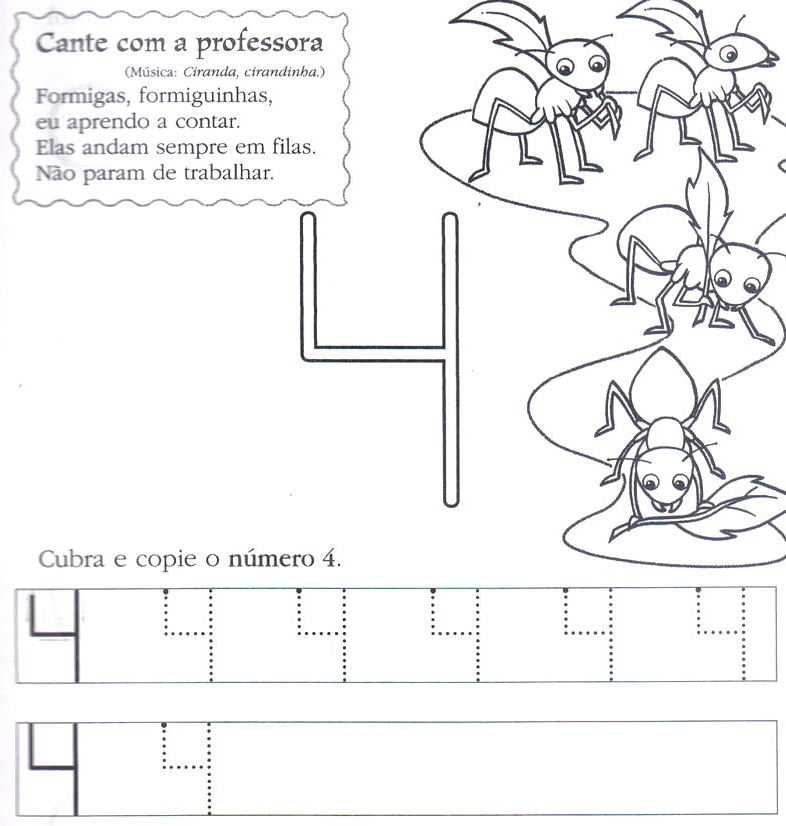 Cante com a professora
(Música: Ciranda, cirandinha.)
Formigas, formiguinhas,
eu aprendo a contar.
Elas andam sempre em filas.
Não param de trabalhar.
4
Cubra e copie o número 4.
4 4 4 4 4 4
4 4